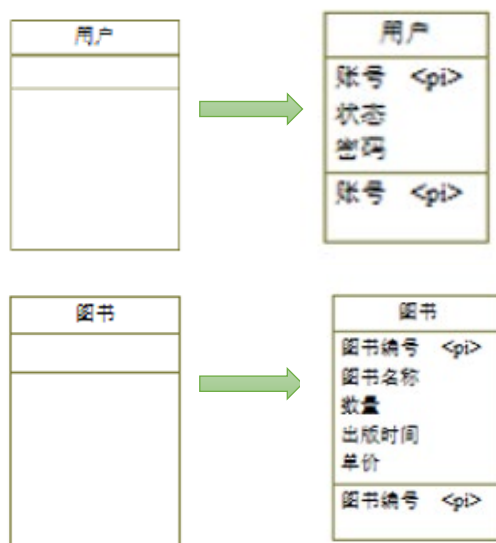 用户
用户
账号 <pi>
状态
密码
账号 <pi>
图书
图书
图书编号 <pi>
图书名称
数量
出版时间
单价
图书编号 <pi>